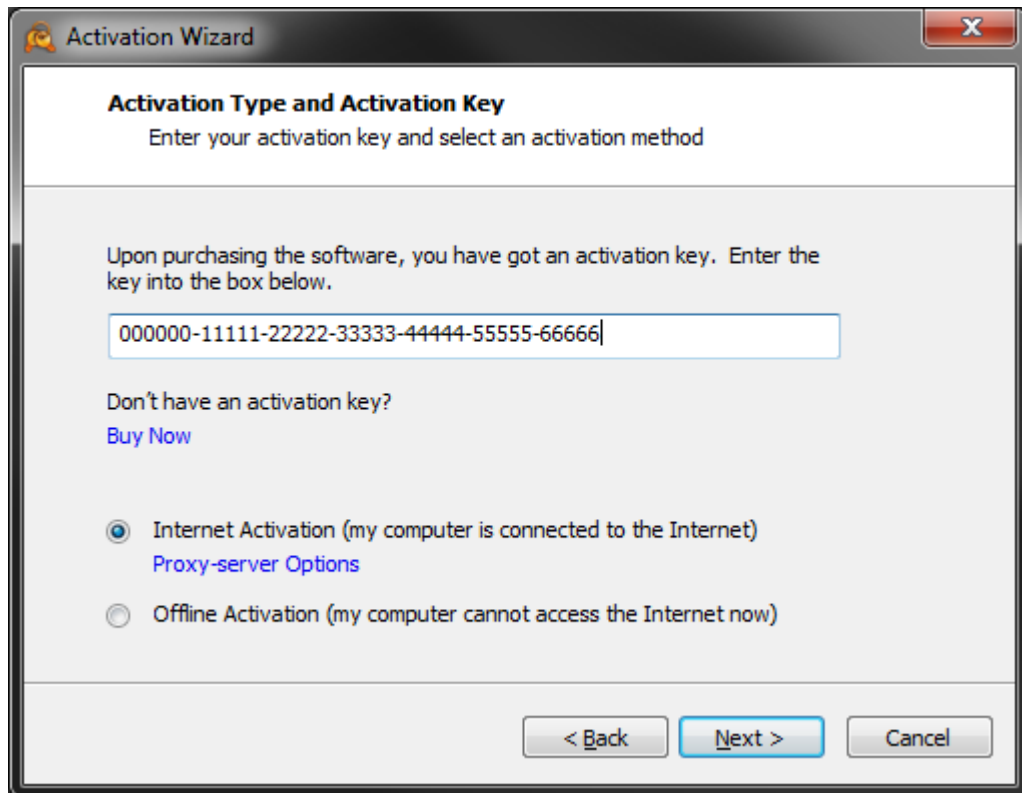 Activation Wizard
Activation Type and Activation Key
Enter your activation key and select an activation method
Upon purchasing the software, you have got an activation key.  Enter the
key into the box below.
000000-11111-22222-33333-44444-55555-66666
Don't have an activation key?
Buy Now
Internet Activation (my computer is connected to the Internet)
Proxy-server Options
Offline Activation (my computer cannot access the Internet now)
< Back Next > Cancel